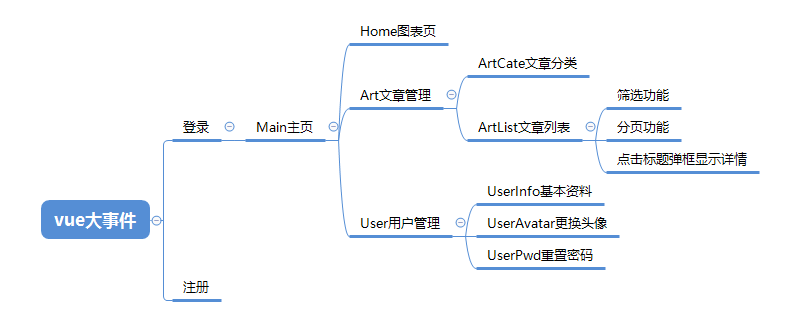 vue大事件
登录
Main主页
Home图表页
Art文章管理
ArtCate文章分类
ArtList文章列表
筛选功能
分页功能
点击标题弹框显示详情
User用户管理
UserInfo基本资料
UserAvatar更换头像
UserPwd重置密码
注册